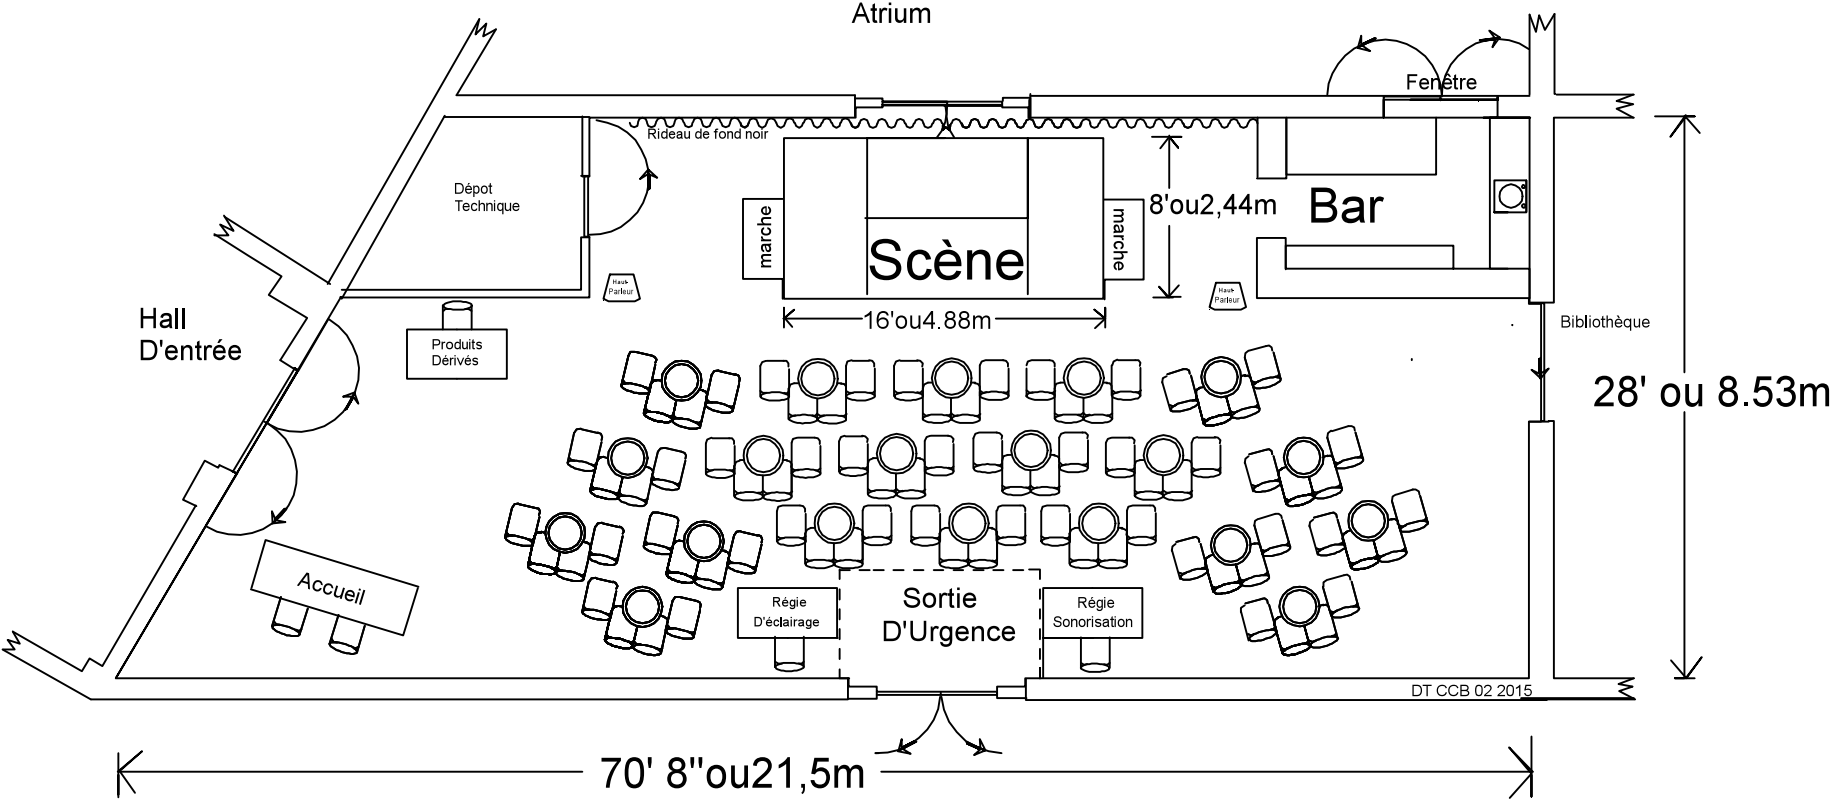 Atrium
Fenêtre
Rideau de fond noir
Dépot
Technique
marche
Scène
marche
8'ou2,44m
Bar
Haut-
Parleur
Haut-
Parleur
16'ou4.88m
Hall
D'entrée
Produits
Dérivés
Bibliothèque
28' ou 8.53m
Accueil
Régie
D'éclairage
Sortie
D'Urgence
Régie
Sonorisation
DT CCB 02 2015
70' 8''ou21,5m